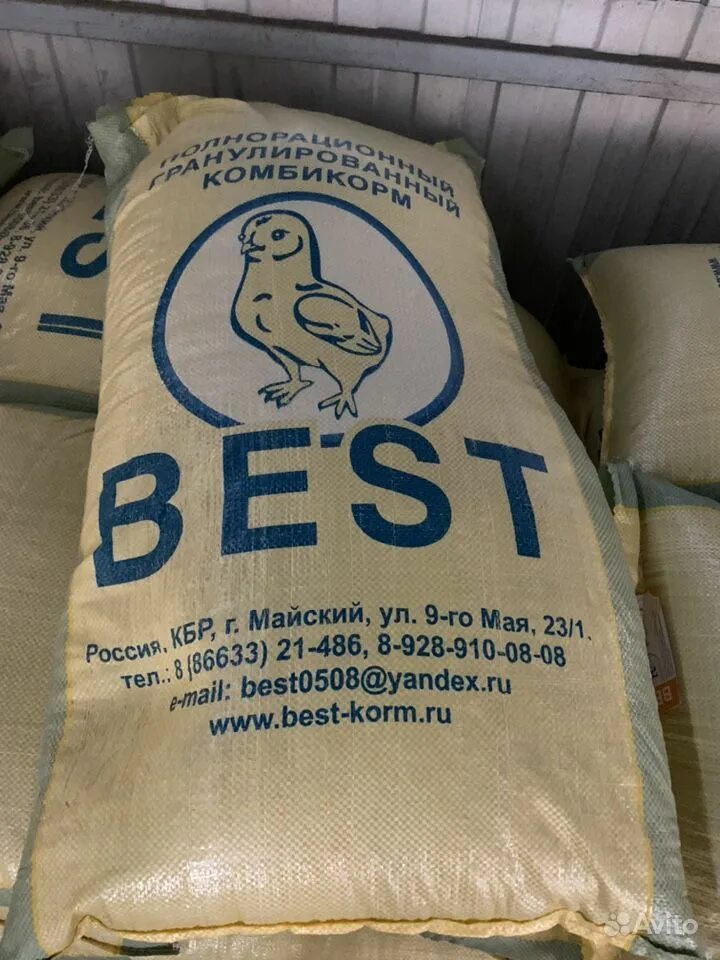 ПОЛНОРАЦИОННЫЙ
ГРАНУЛИРОВАННЫЙ
КОМБИКОРМ
BEST
Россия, КБР, г. Майский, ул. 9-го Мая, 23/1.
тел.: 8 (86633) 21-486, 8-928-910-08-08
e-mail: best0508@yandex.ru
www.best-korm.ru
Avito